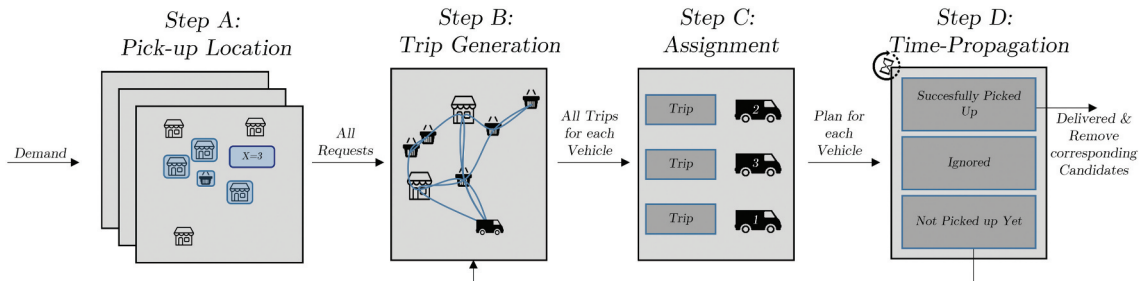 Step A:
Pick-up Location
Step B:
Trip Generation
Step C:
Assignment
Step D:
Time-Propagation
Demand
X=3
All
Requests
All Trips
for each
Vehicle
Trip
2
Trip
3
Trip
1
Plan for
each
Vehicle
Succesfully Picked
Up
Ignored
Not Picked up Yet
Delivered &
Remove
corresponding
Candidates